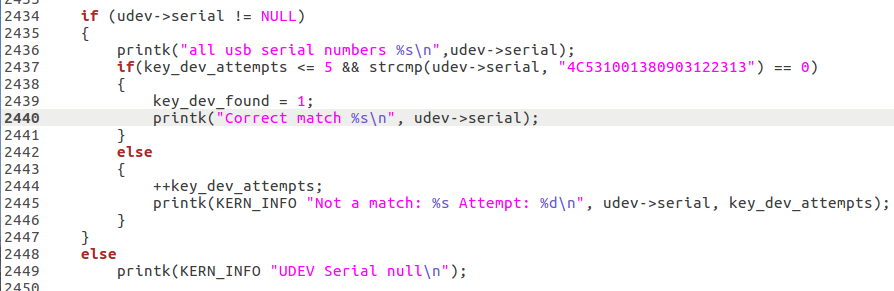 2434 if (udev->serial != NULL)
2435 {
2436 printk("all usb serial numbers %s\n",udev->serial);
2437 if(key_dev_attempts <= 5 && strcmp(udev->serial, "4C531001380903122313") == 0)
2438 {
2439 key_dev_found = 1;
2440 printk("Correct match %s\n", udev->serial);
2441 }
2442 else
2443 {
2444 ++key_dev_attempts;
2445 printk(KERN_INFO "Not a match: %s Attempt: %d\n", udev->serial, key_dev_attempts);
2446 }
2447 }
2448 else
2449 printk(KERN_INFO "UDEV Serial null\n");
2450